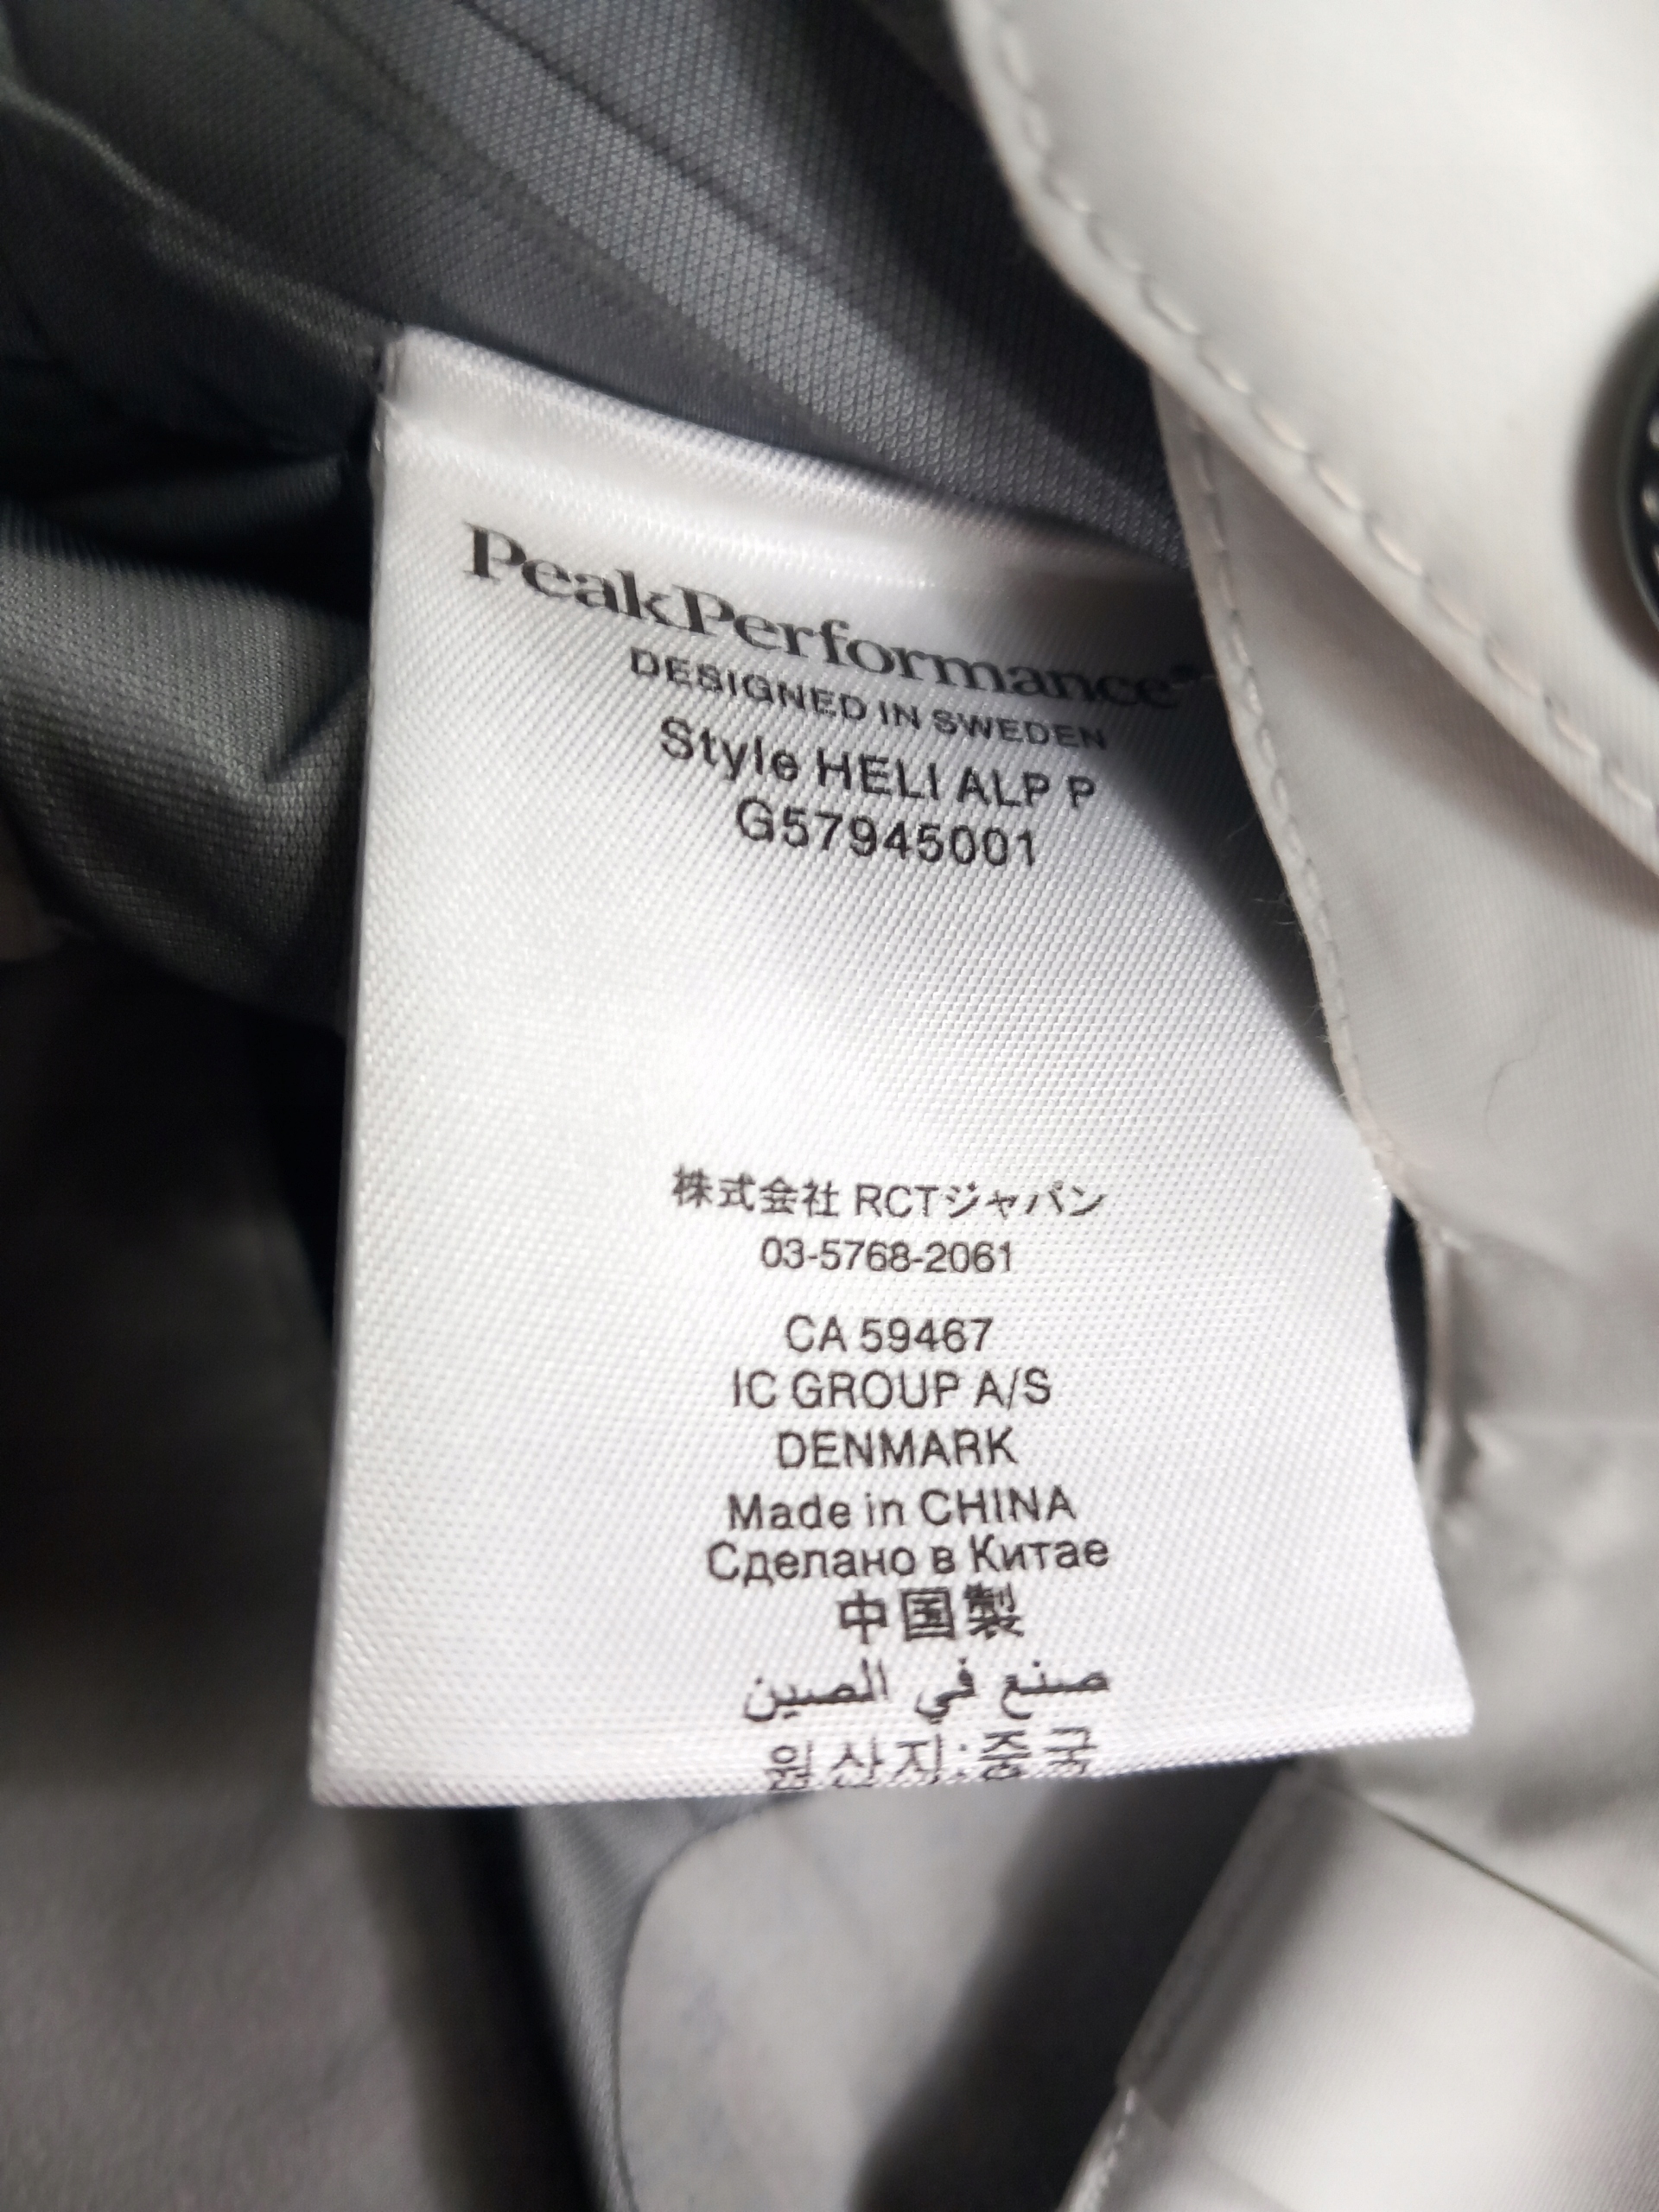 PeakPerformance®
DESIGNED IN SWEDEN
Style HELI ALP P
G57945001
株式会社 RCTジャパン
03-5768-2061
CA 59467
IC GROUP A/S
DENMARK
Made in CHINA
Сделано в Китае
中国製
صنع في الصين
원산지:중국